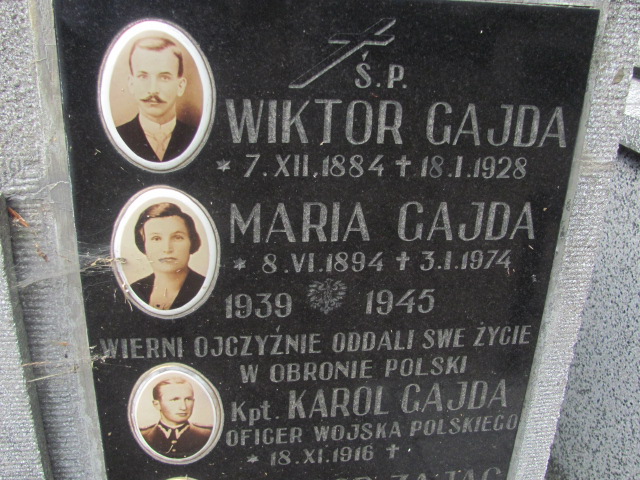 Ś.P.
WIKTOR GAJDA
* 7.XII.1884 + 18.I.1928
MARIA GAJDA
* 8.VI.1894 + 3.I.1974
1939 1945
WIERNI OJCZYŹNIE ODDALI SWE ŻYCIE
W OBRONIE POLSKI
Kpt. KAROL GAJDA
OFICER WOJSKA POLSKIEGO
* 18.XI.1916 +
ZAJĄC